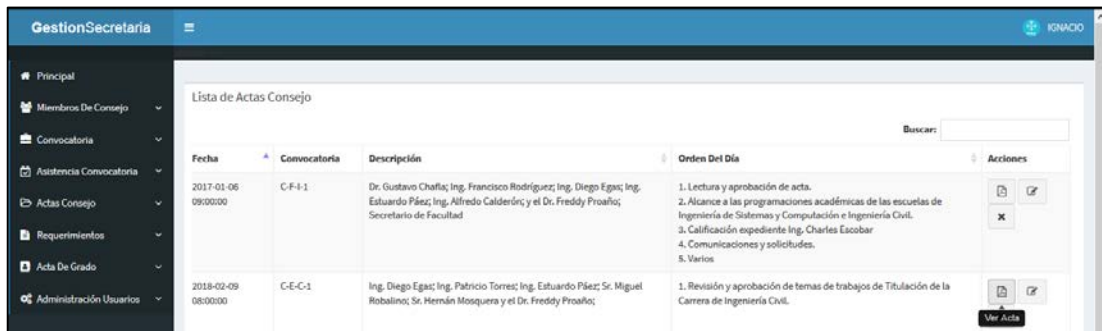 GestionSecretaria
IGNACIO
Principal
Miembros De Consejo
Convocatoria
Asistencia Convocatoria
Actas Consejo
Requerimientos
Acta De Grado
Administración Usuarios
Lista de Actas Consejo
Buscar:
Fecha Convocatoria Descripción Orden Del Día Acciones
2017-01-06
09:00:00
C-F-I-1
Dr. Gustavo Chafla; Ing. Francisco Rodríguez; Ing. Diego Egas; Ing.
Estuardo Páez; Ing. Alfredo Calderón; y el Dr. Freddy Proaño;
Secretario de Facultad
1. Lectura y aprobación de acta.
2. Alcance a las programaciones académicas de las escuelas de
Ingeniería de Sistemas y Computación e Ingeniería Civil.
3. Calificación expediente Ing. Charles Escobar
4. Comunicaciones y solicitudes.
5. Varios
2018-02-09
08:00:00
C-E-C-1
Ing. Diego Egas; Ing. Patricio Torres; Ing. Estuardo Páez; Sr. Miguel
Robalino; Sr. Hernán Mosquera y el Dr. Freddy Proaño;
1. Revisión y aprobación de temas de trabajos de Titulación de la
Carrera de Ingeniería Civil.
Ver Acta